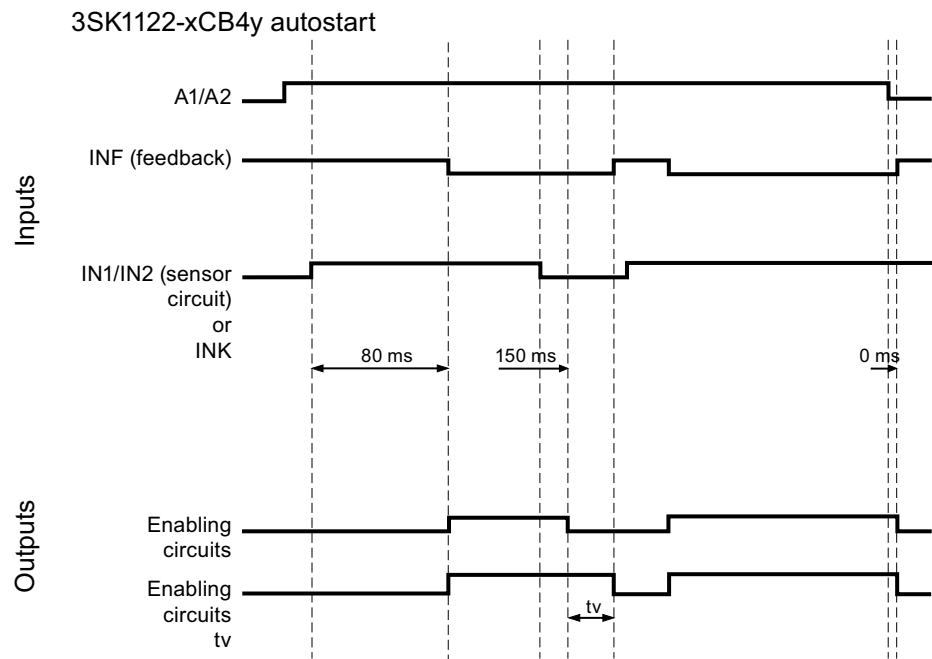 3SK1122-xCB4y autostart
Inputs
A1/A2
INF (feedback)
IN1/IN2 (sensor
circuit)
or
INK
80 ms
150 ms
0 ms
Outputs
Enabling
circuits
Enabling
circuits
tv
tv